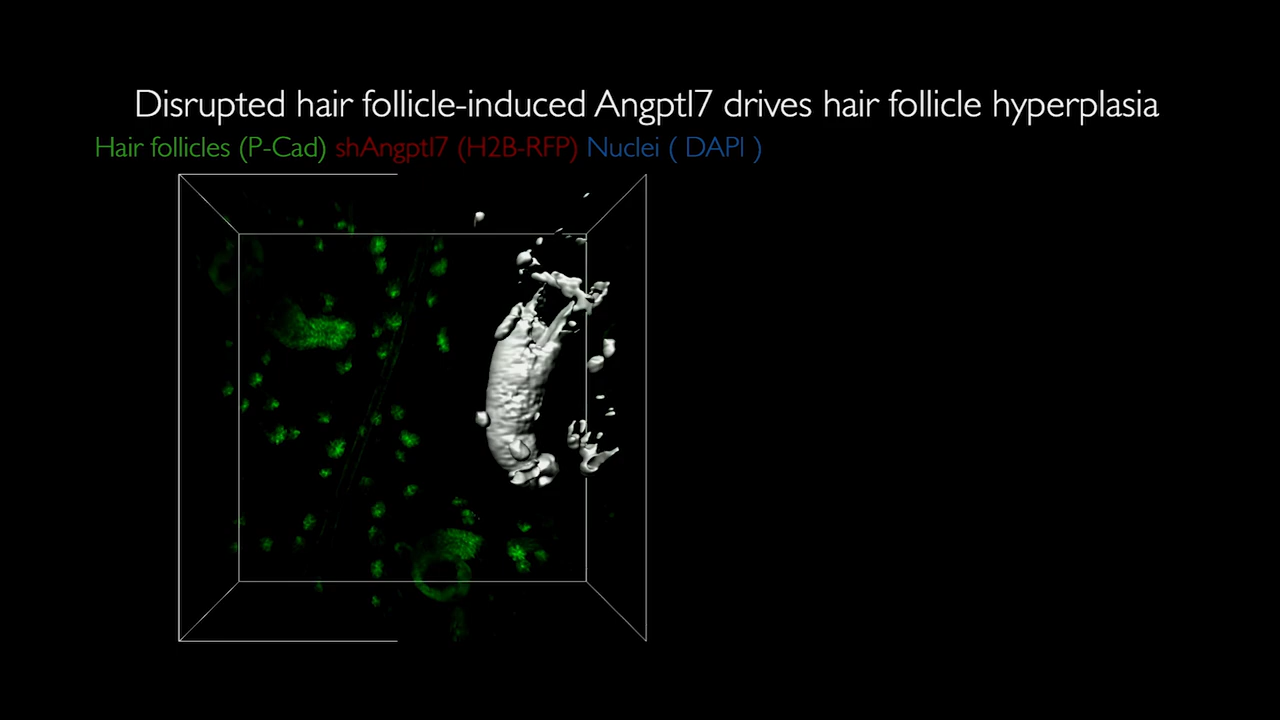 Disrupted hair follicle-induced Angptl7 drives hair follicle hyperplasia
Hair follicles (P-Cad) shAngptl7 (H2B-RFP) Nuclei ( DAPI )